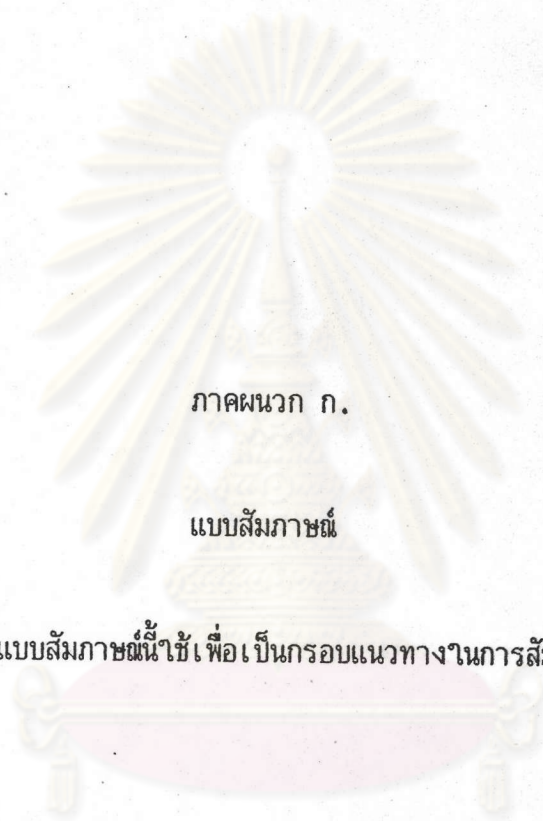 ภาคผนวก ก.
แบบสัมภาษณ์
แบบสัมภาษณ์นี้ใช้เพื่อเป็นกรอบแนวทางในการ